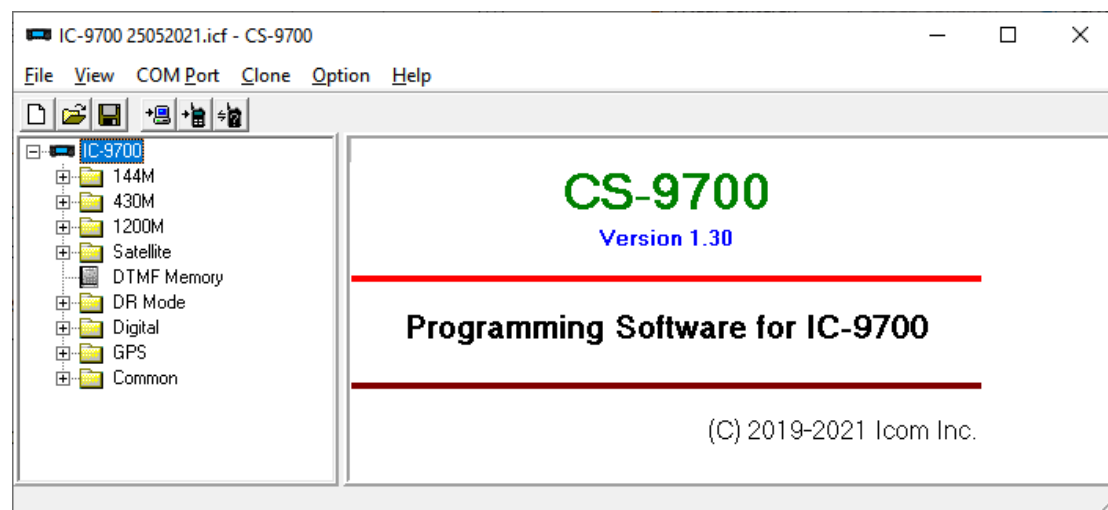 IC-9700 25052021.icf - CS-9700
File View COM Port Clone Option Help
IC-9700
144M
430M
1200M
Satellite
DTMF Memory
DR Mode
Digital
GPS
Common
CS-9700
Version 1.30
Programming Software for IC-9700
(C) 2019-2021 Icom Inc.